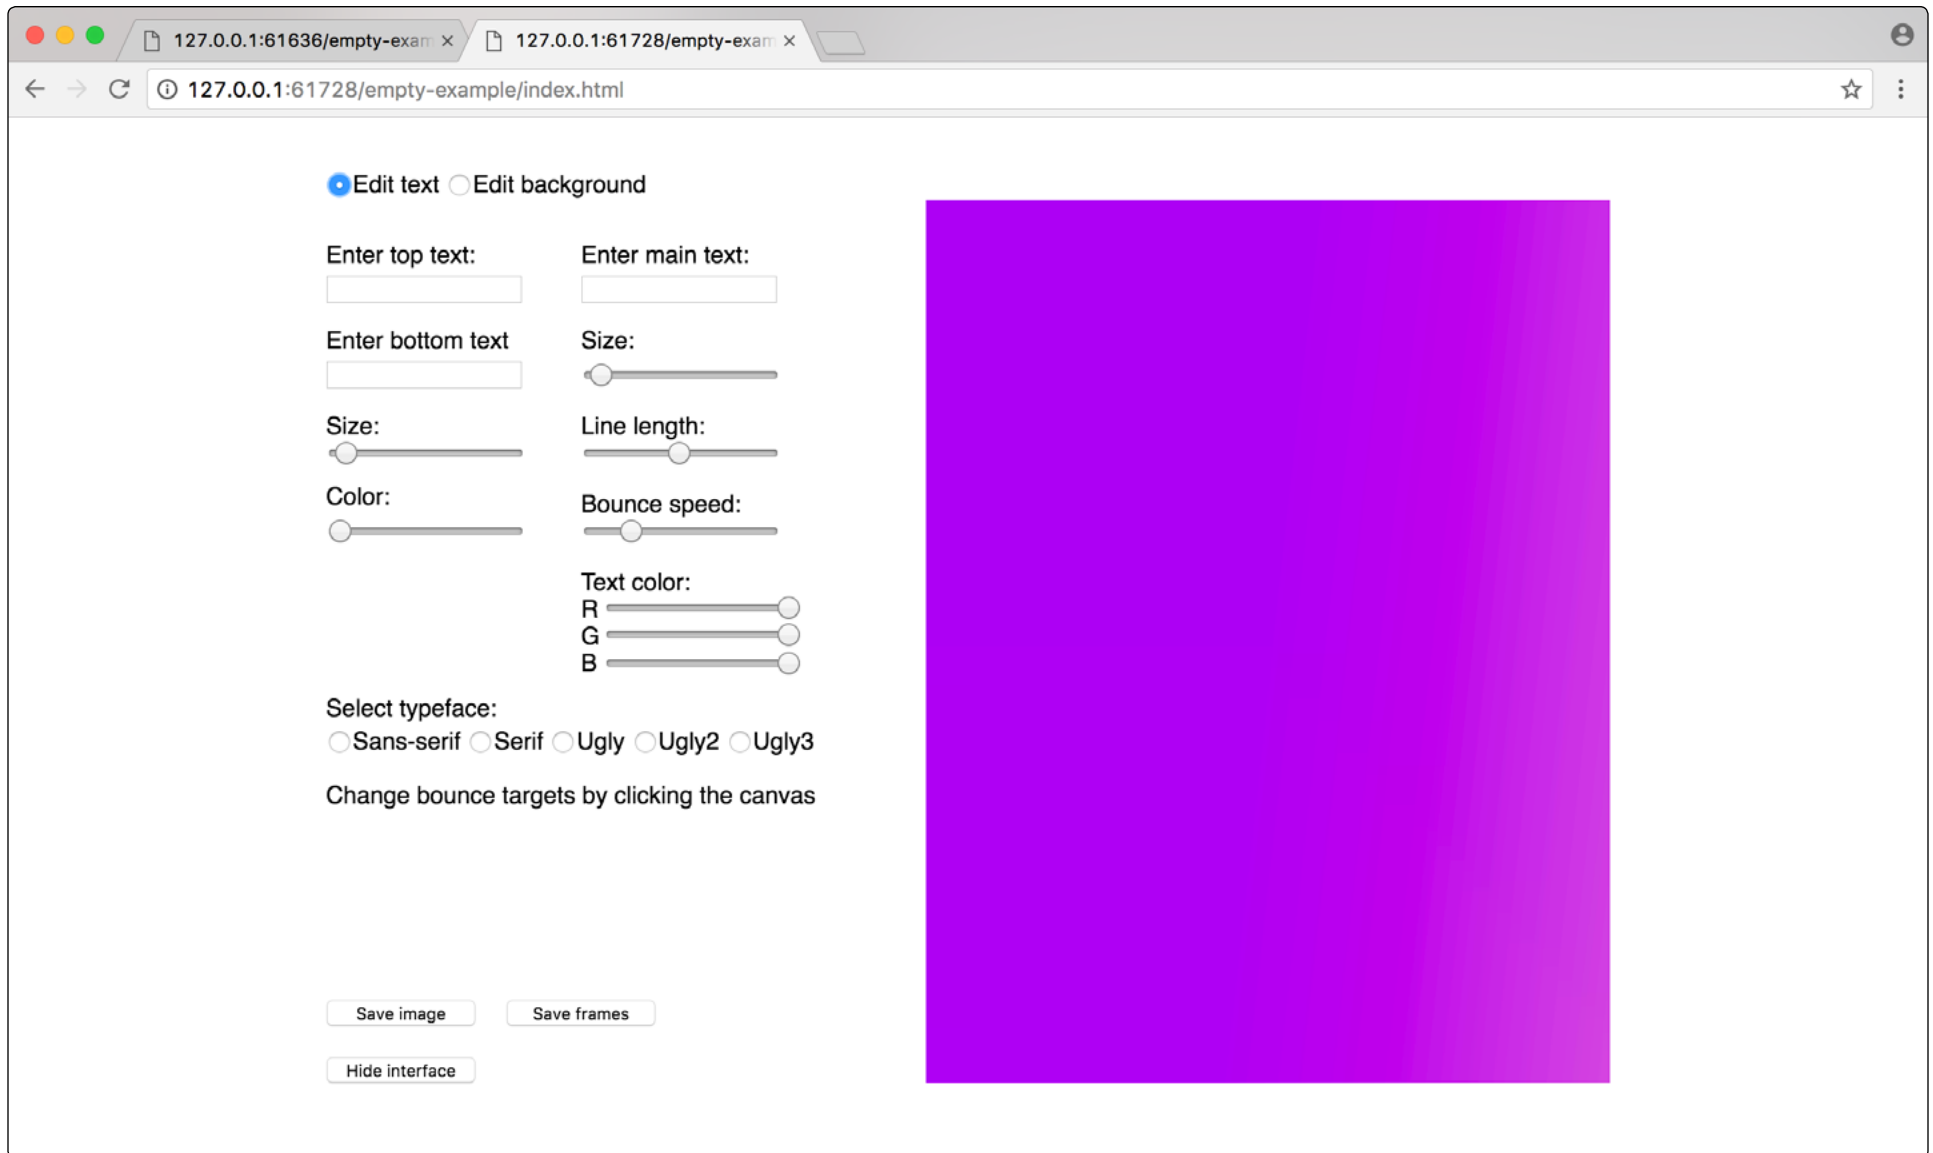 127.0.0.1:61636/empty-exam
127.0.0.1:61728/empty-exam
127.0.0.1:61728/empty-example/index.html
Edit text Edit background
Enter top text: Enter main text:
Enter bottom text Size:
Size: Line length:
Color: Bounce speed:
Text color:
R
G
B
Select typeface:
Sans-serif Serif Ugly Ugly2 Ugly3
Change bounce targets by clicking the canvas
Save image Save frames
Hide interface